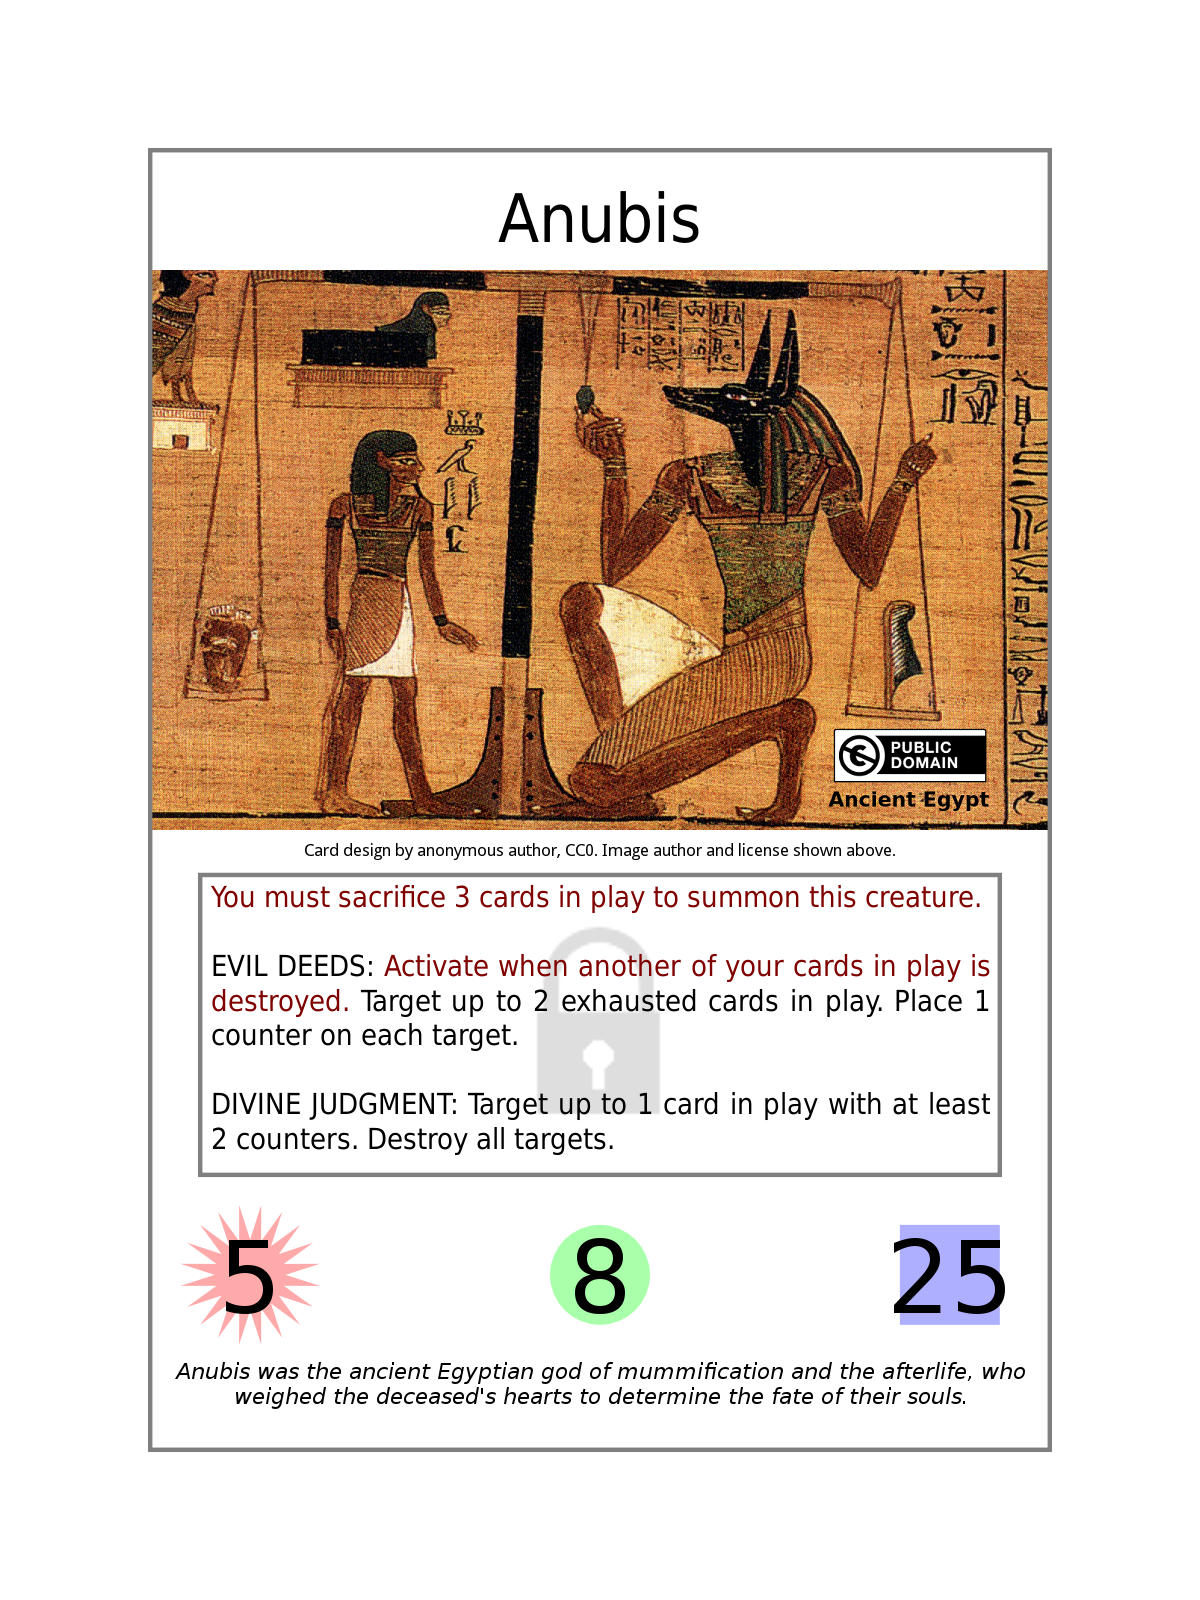 Anubis
PUBLIC
DOMAIN
Ancient Egypt
Card design by anonymous author, CC0. Image author and license shown above.
You must sacrifice 3 cards in play to summon this creature.
EVIL DEEDS: Activate when another of your cards in play is
destroyed. Target up to 2 exhausted cards in play. Place 1
counter on each target.
DIVINE JUDGMENT: Target up to 1 card in play with at least
2 counters. Destroy all targets.
5 8 25
Anubis was the ancient Egyptian god of mummification and the afterlife, who
weighed the deceased's hearts to determine the fate of their souls.